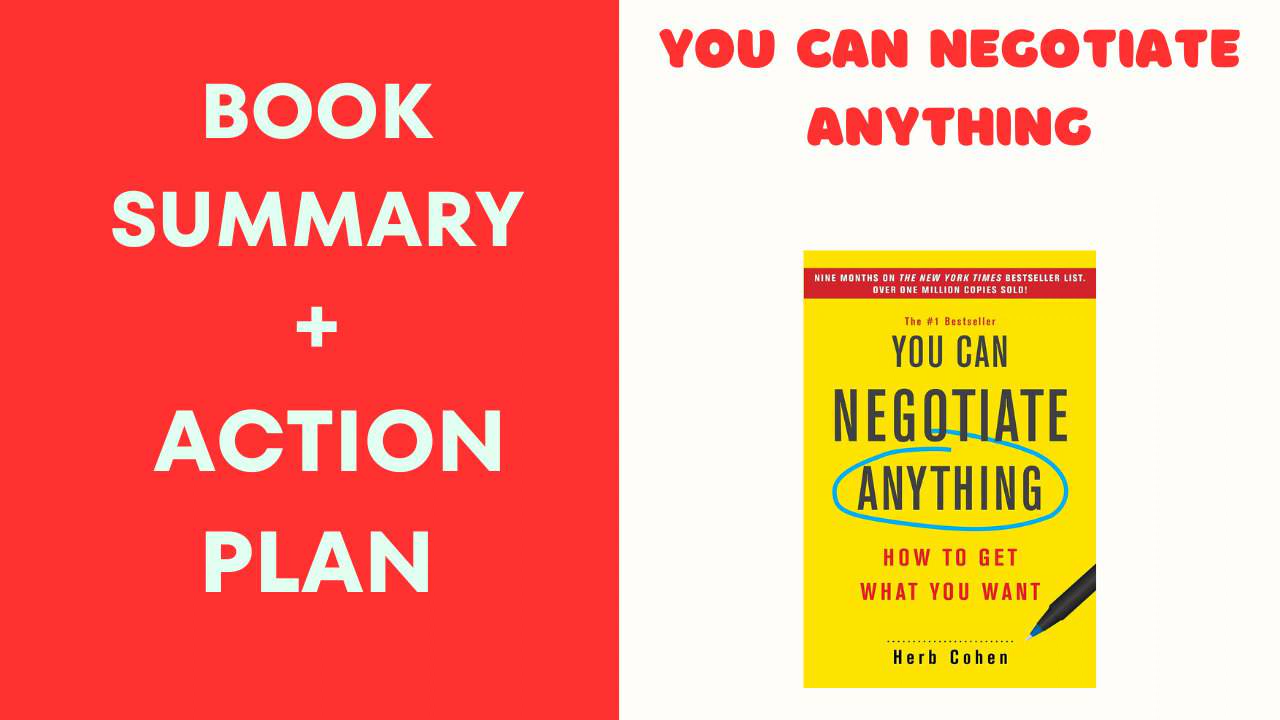 BOOK
SUMMARY
+
ACTION
PLAN
YOU CAN NEGOTIATE
ANYTHING
NINE MONTHS ON THE NEW YORK TIMES BESTSELLER LIST.
OVER ONE MILLION COPIES SOLD!
The #1 Bestseller
YOU CAN
NEGOTIATE
ANYTHING
HOW TO GET
WHAT YOU WANT
Herb Cohen